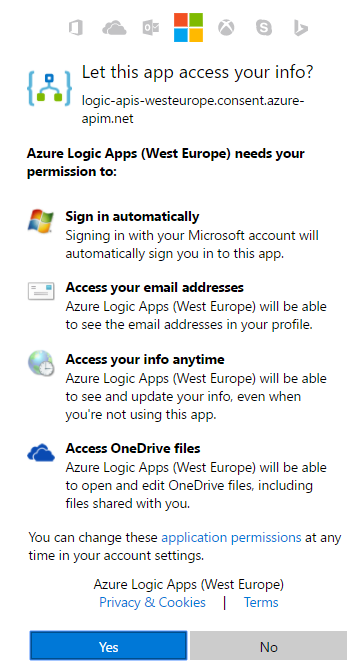 Let this app access your info?
logic-apis-westeurope.consent.azure-
apim.net
Azure Logic Apps (West Europe) needs your
permission to:
Sign in automatically
Signing in with your Microsoft account will
automatically sign you in to this app.
Access your email addresses
Azure Logic Apps (West Europe) will be able
to see the email addresses in your profile.
Access your info anytime
Azure Logic Apps (West Europe) will be able
to see and update your info, even when
you're not using this app.
Access OneDrive files
Azure Logic Apps (West Europe) will be able
to open and edit OneDrive files, including
files shared with you.
You can change these application permissions at any
time in your account settings.
Azure Logic Apps (West Europe)
Privacy & Cookies | Terms
Yes No